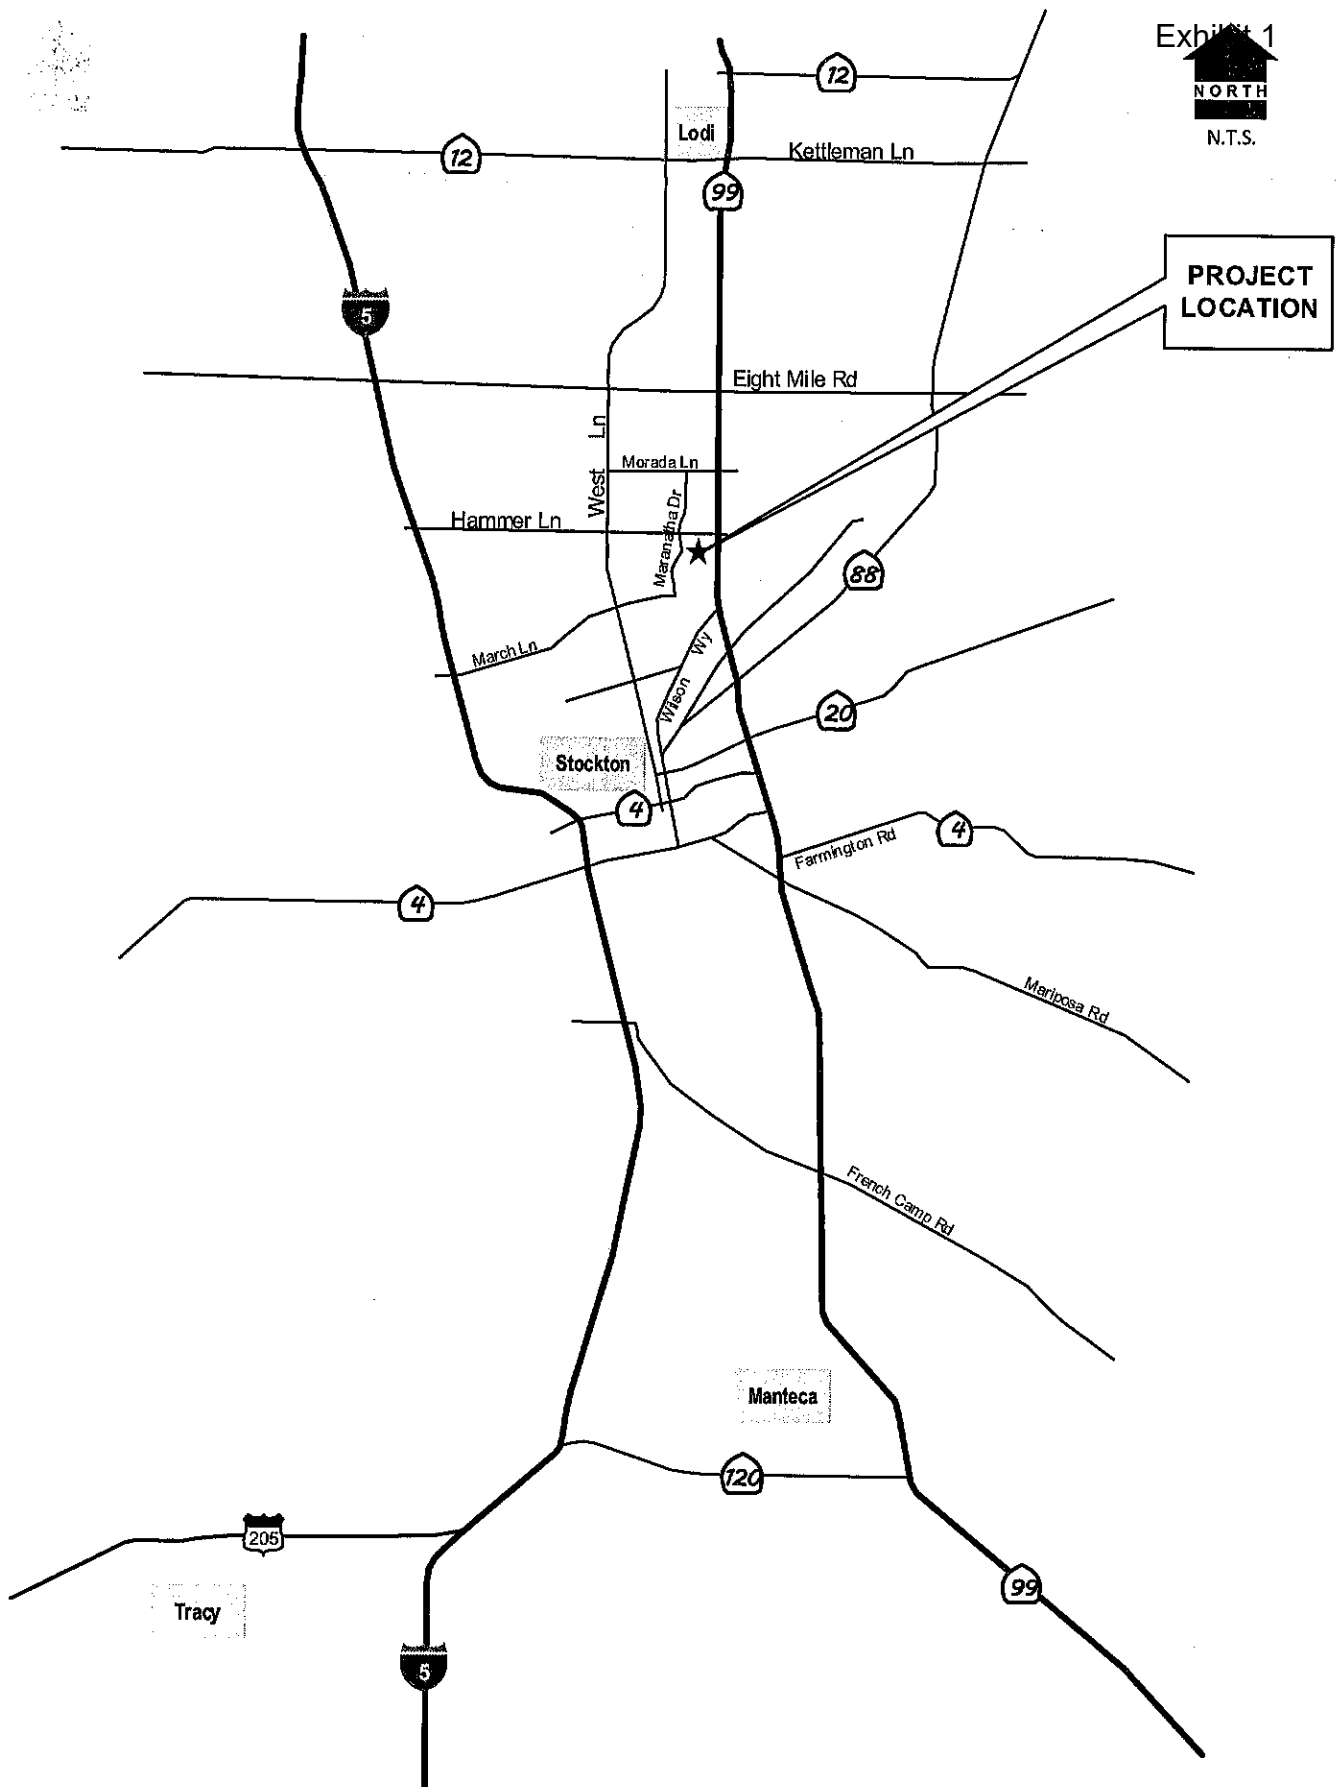 Exhibit 1
NORTH
N.T.S.
12
Lodi
12
Kettleman Ln
99
PROJECT
LOCATION
5
Eight Mile Rd
West Ln
Morada Ln
Maranatha Dr
Hammer Ln
88
March Ln
Wilson Wy
20
Stockton
4
4
Farmington Rd
4
Mariposa Rd
French Camp Rd
Manteca
120
205
99
Tracy
5